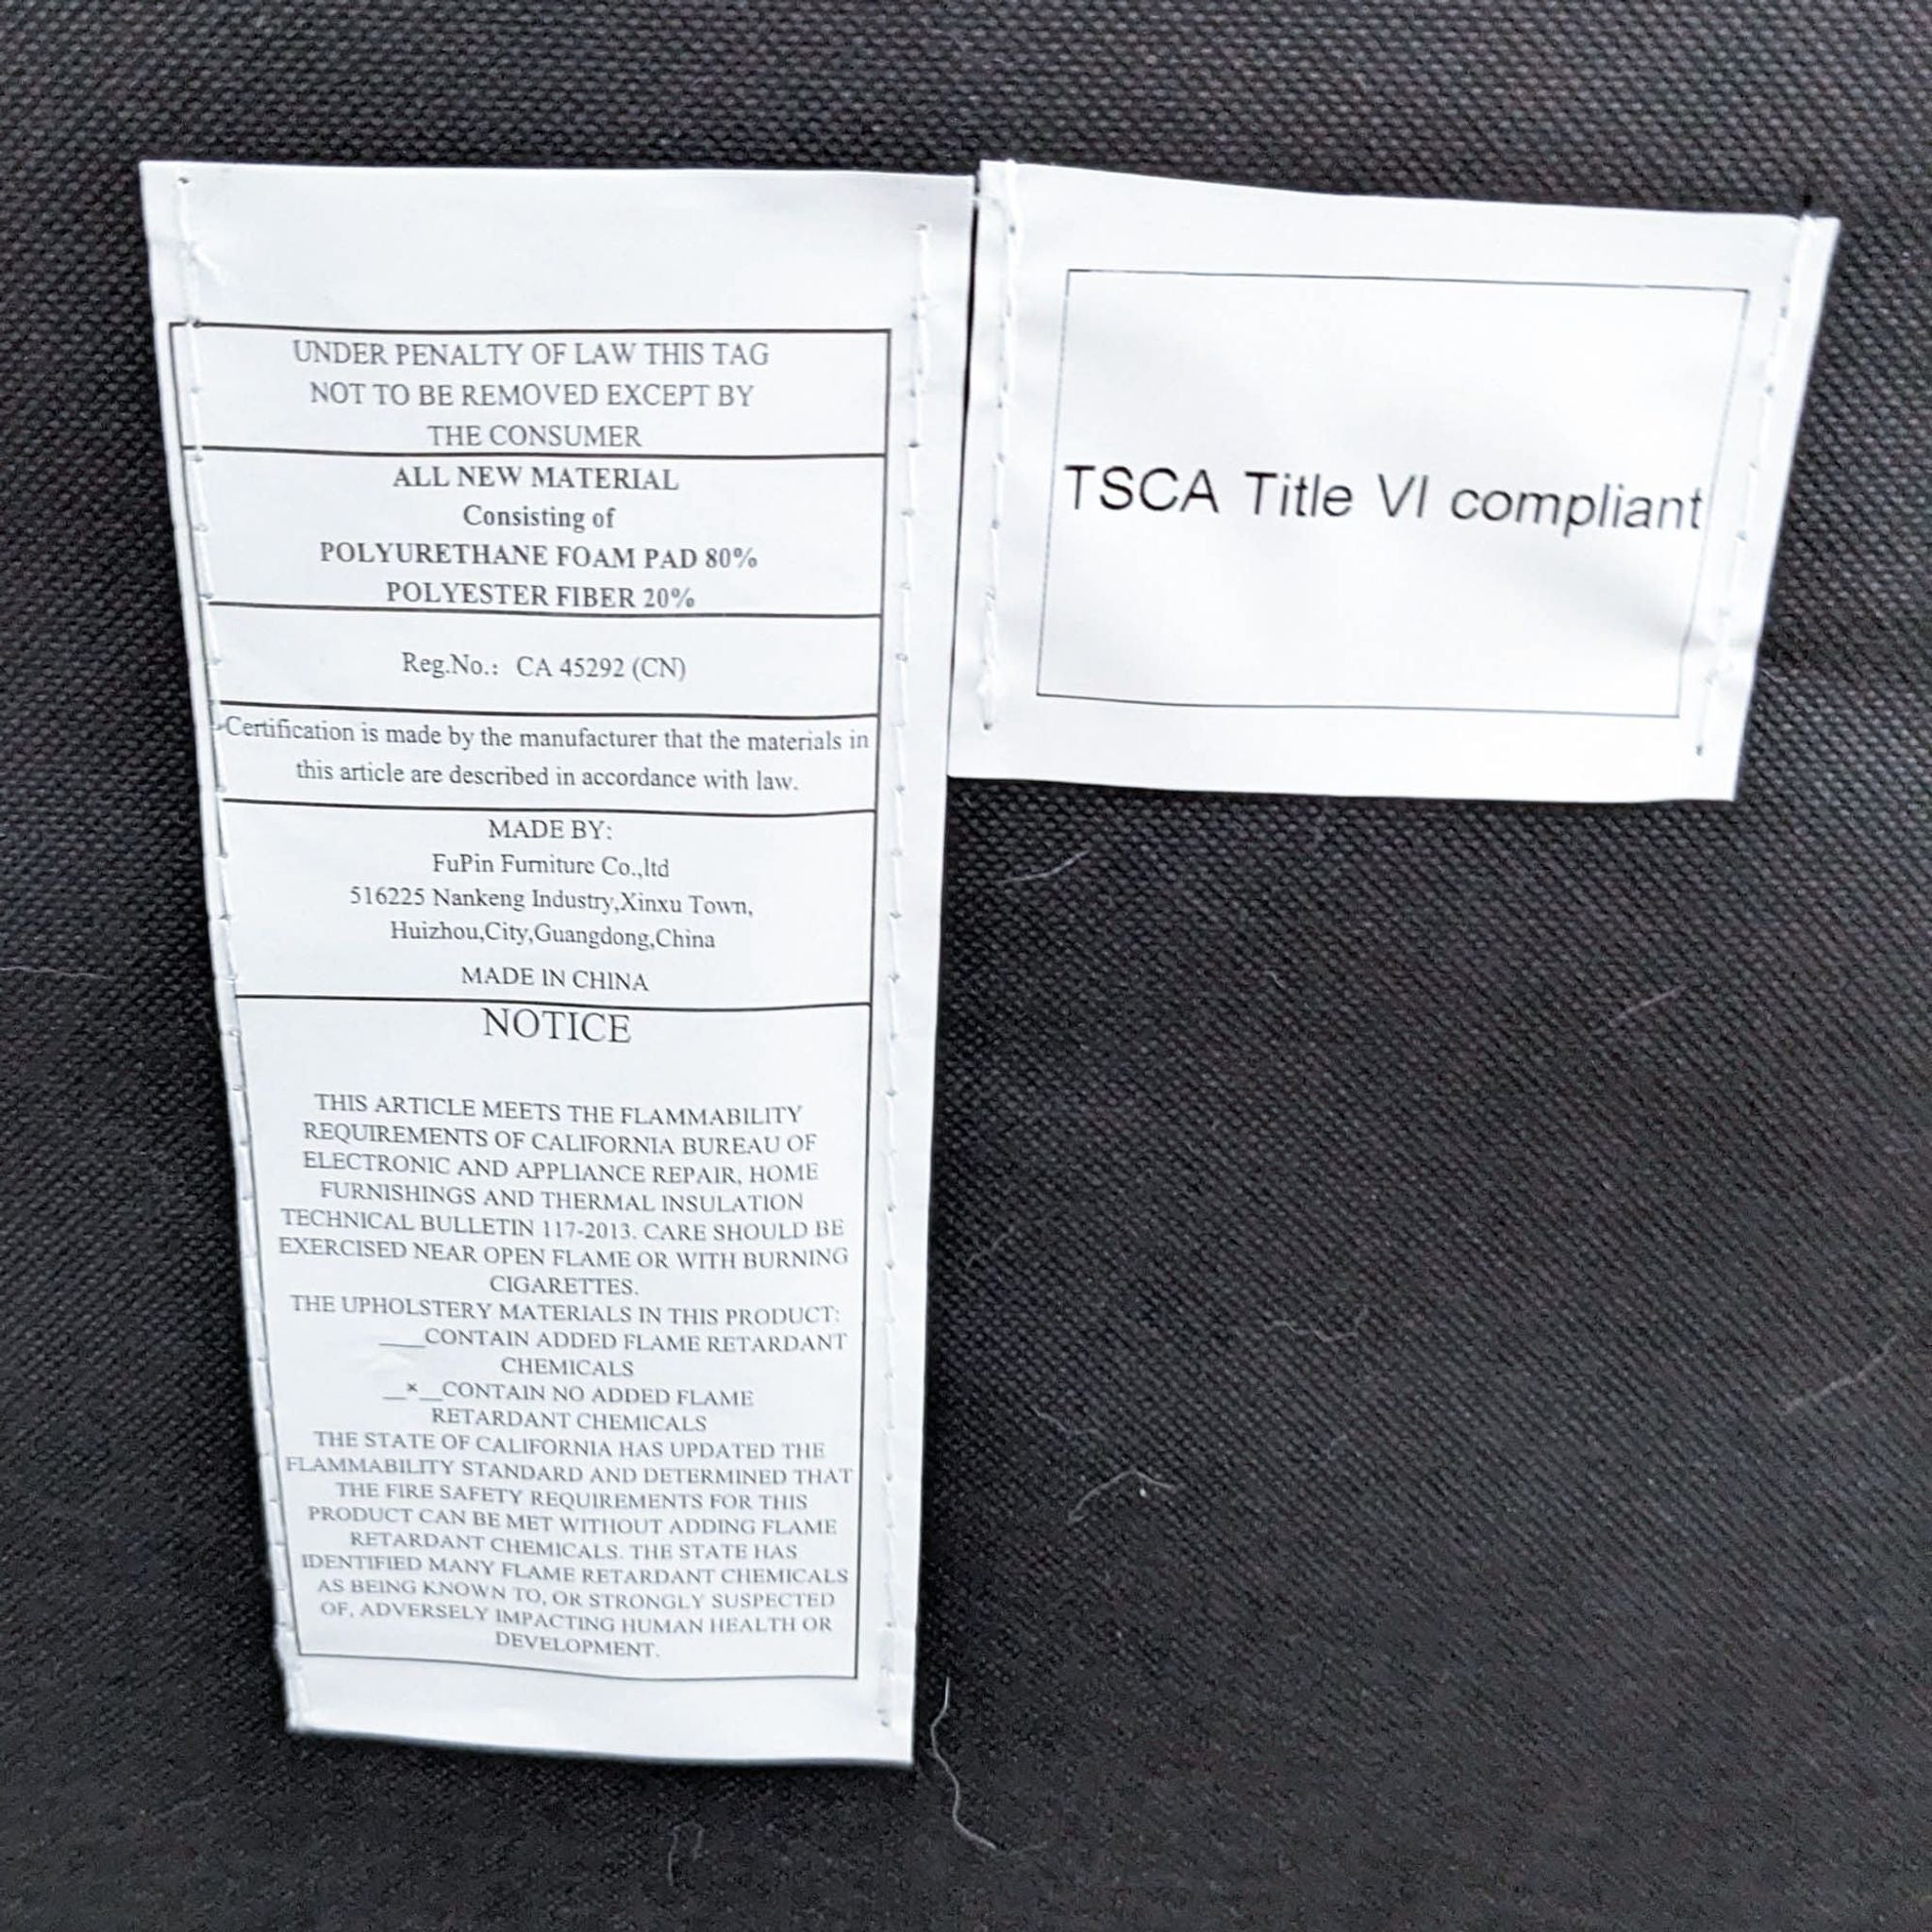 UNDER PENALTY OF LAW THIS TAG
NOT TO BE REMOVED EXCEPT BY
THE CONSUMER
ALL NEW MATERIAL
Consisting of
POLYURETHANE FOAM PAD 80%
POLYESTER FIBER 20%
Reg.No.: CA 45292 (CN)
Certification is made by the manufacturer that the materials in
this article are described in accordance with law.
MADE BY:
FuPin Furniture Co.,ltd
516225 Nankeng Industry,Xinxu Town,
Huizhou,City,Guangdong,China
MADE IN CHINA
NOTICE
THIS ARTICLE MEETS THE FLAMMABILITY
REQUIREMENTS OF CALIFORNIA BUREAU OF
ELECTRONIC AND APPLIANCE REPAIR, HOME
FURNISHINGS AND THERMAL INSULATION
TECHNICAL BULLETIN 117-2013. CARE SHOULD BE
EXERCISED NEAR OPEN FLAME OR WITH BURNING
CIGARETTES.
THE UPHOLSTERY MATERIALS IN THIS PRODUCT:
____CONTAIN ADDED FLAME RETARDANT
CHEMICALS
__×__CONTAIN NO ADDED FLAME
RETARDANT CHEMICALS
THE STATE OF CALIFORNIA HAS UPDATED THE
FLAMMABILITY STANDARD AND DETERMINED THAT
THE FIRE SAFETY REQUIREMENTS FOR THIS
PRODUCT CAN BE MET WITHOUT ADDING FLAME
RETARDANT CHEMICALS. THE STATE HAS
IDENTIFIED MANY FLAME RETARDANT CHEMICALS
AS BEING KNOWN TO, OR STRONGLY SUSPECTED
OF, ADVERSELY IMPACTING HUMAN HEALTH OR
DEVELOPMENT.
TSCA Title VI compliant